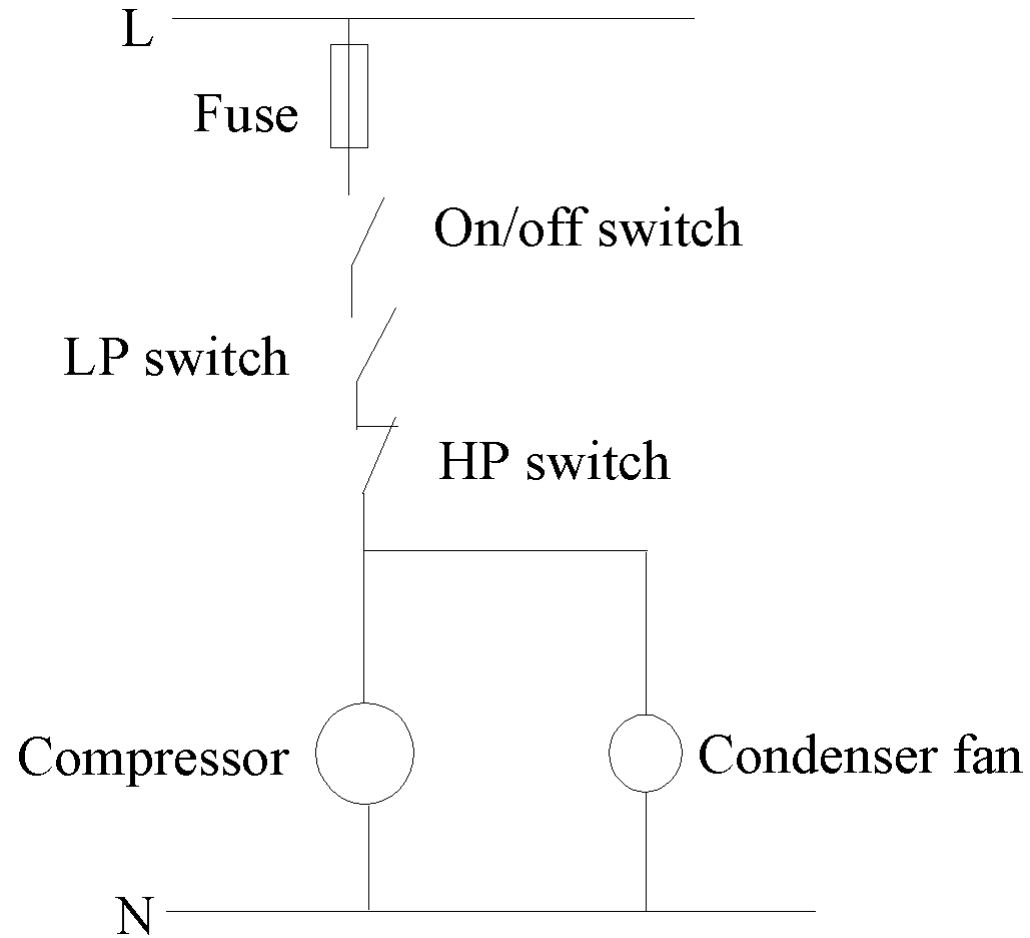 L
Fuse
On/off switch
LP switch
HP switch
Compressor
Condenser fan
N